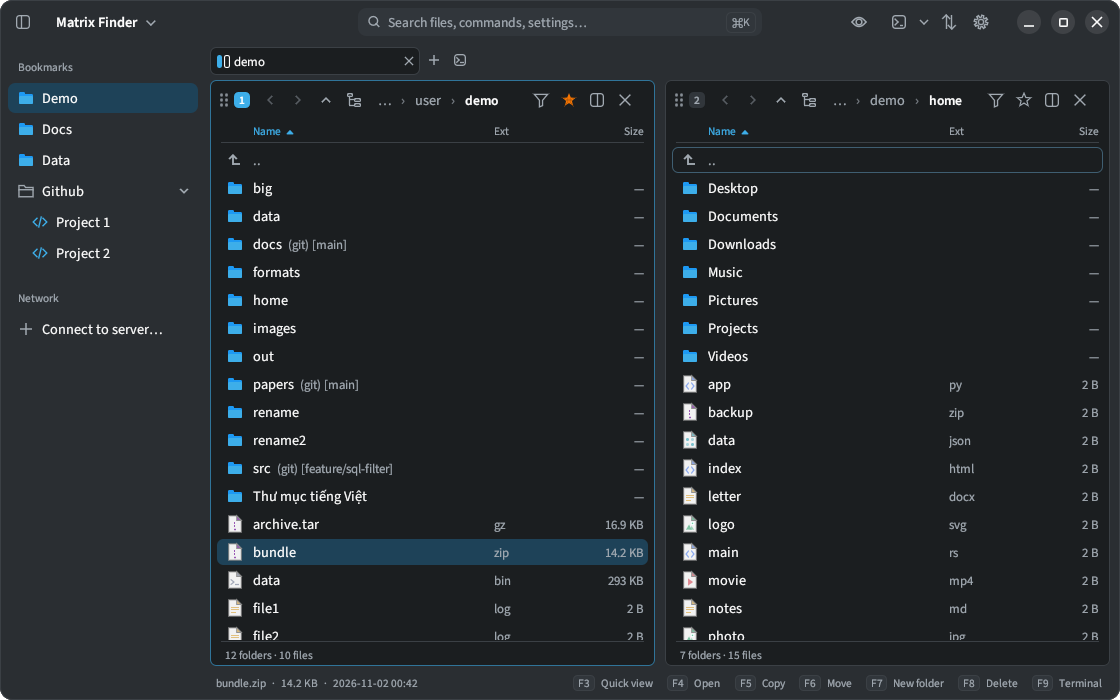 Matrix Finder
Search files, commands, settings… ⌘K
Bookmarks
Demo
Docs
Data
Github
Project 1
Project 2
Network
Connect to server…
demo
1 … › user › demo
Name Ext Size
..
big —
data —
docs (git) [main] —
formats —
home —
images —
out —
papers (git) [main] —
rename —
rename2 —
src (git) [feature/sql-filter] —
Thư mục tiếng Việt —
archive.tar gz 16.9 KB
bundle zip 14.2 KB
data bin 293 KB
file1 log 2 B
file2 log 2 B
12 folders · 10 files
2 … › demo › home
Name Ext Size
..
Desktop —
Documents —
Downloads —
Music —
Pictures —
Projects —
Videos —
app py 2 B
backup zip 2 B
data json 2 B
index html 2 B
letter docx 2 B
logo svg 2 B
main rs 2 B
movie mp4 2 B
notes md 2 B
photo jpg 2 B
7 folders · 15 files
bundle.zip · 14.2 KB · 2026-11-02 00:42
F3 Quick view F4 Open F5 Copy F6 Move F7 New folder F8 Delete F9 Terminal